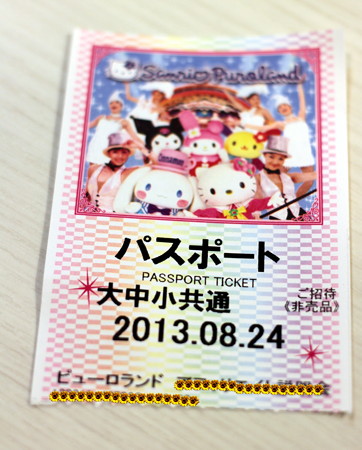 Sanrio Puroland
Cinnamon
パスポート
PASSPORT TICKET
大中小共通
ご招待
《非売品》
2013.08.24
ピューロランド